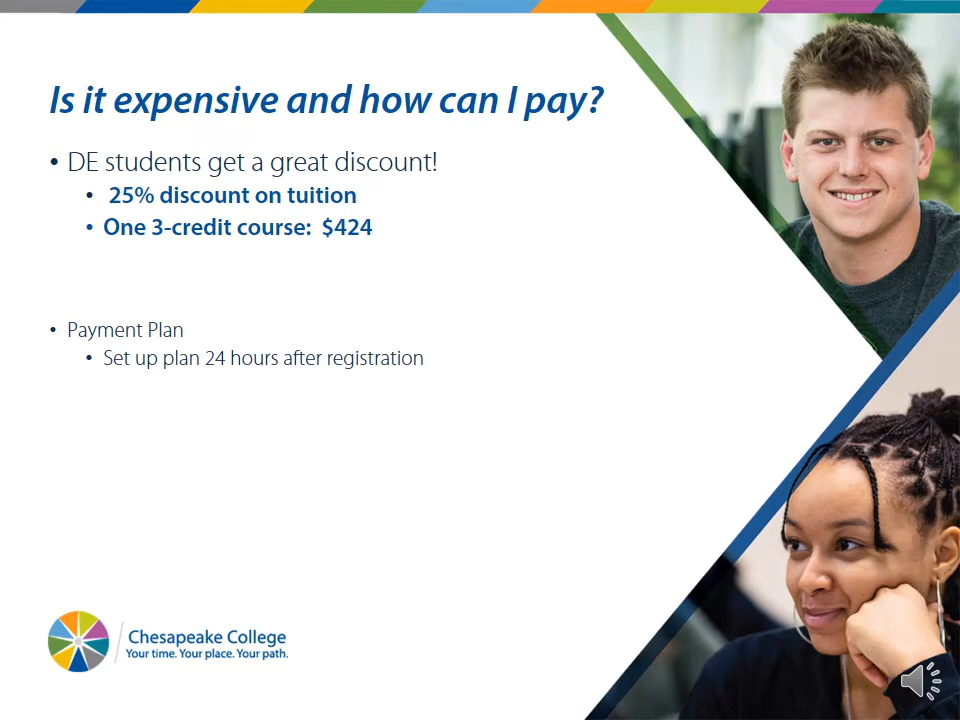 Is it expensive and how can I pay?
• DE students get a great discount!
• 25% discount on tuition
• One 3-credit course: $424
• Payment Plan
• Set up plan 24 hours after registration
Chesapeake College
Your time. Your place. Your path.